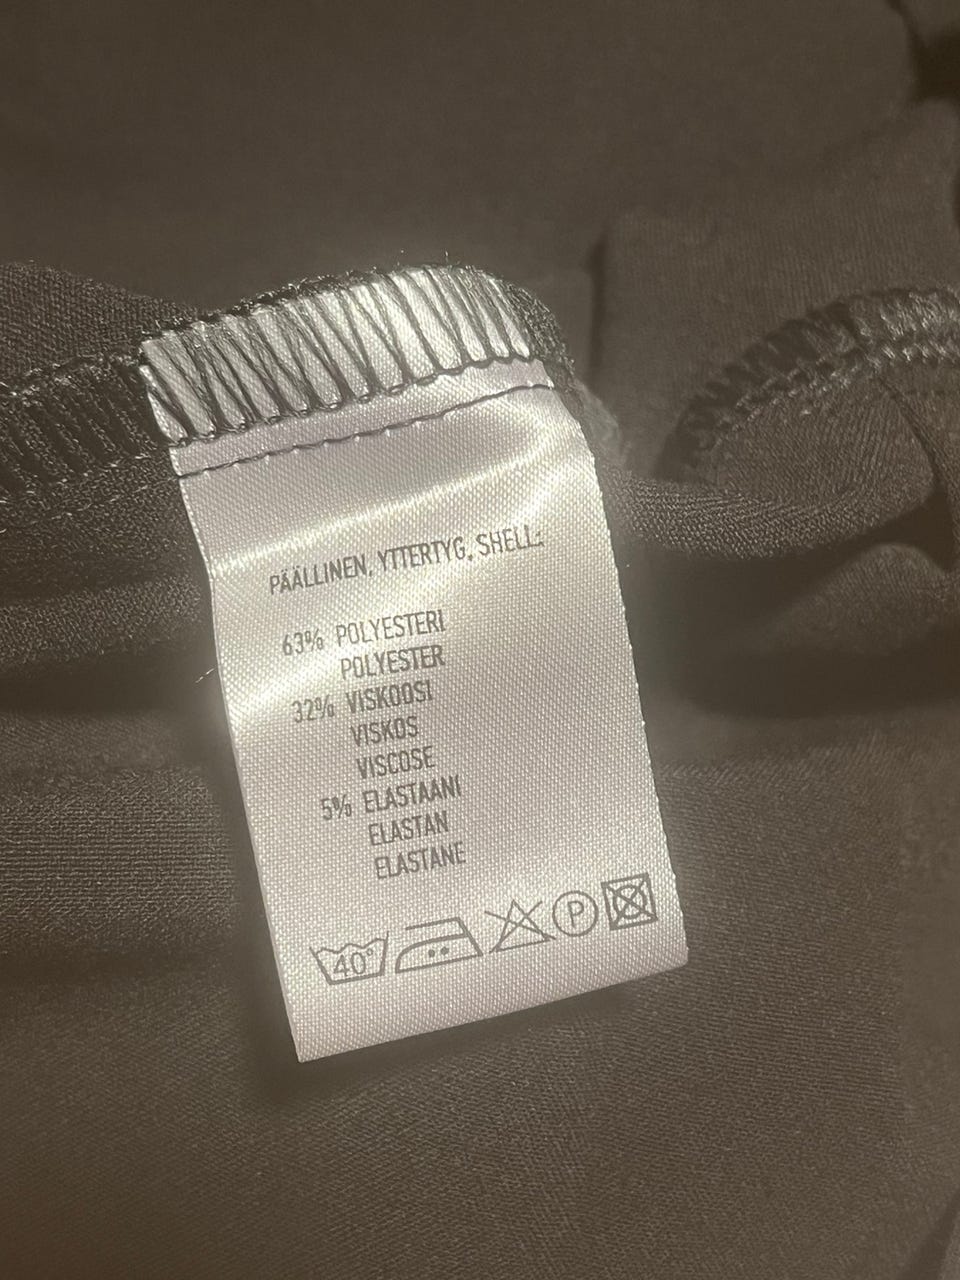 PÄÄLLINEN, YTTERTYG, SHELL:
63% POLYESTERI
POLYESTER
32% VISKOOSI
VISKOS
VISCOSE
5% ELASTAANI
ELASTAN
ELASTANE
40° P